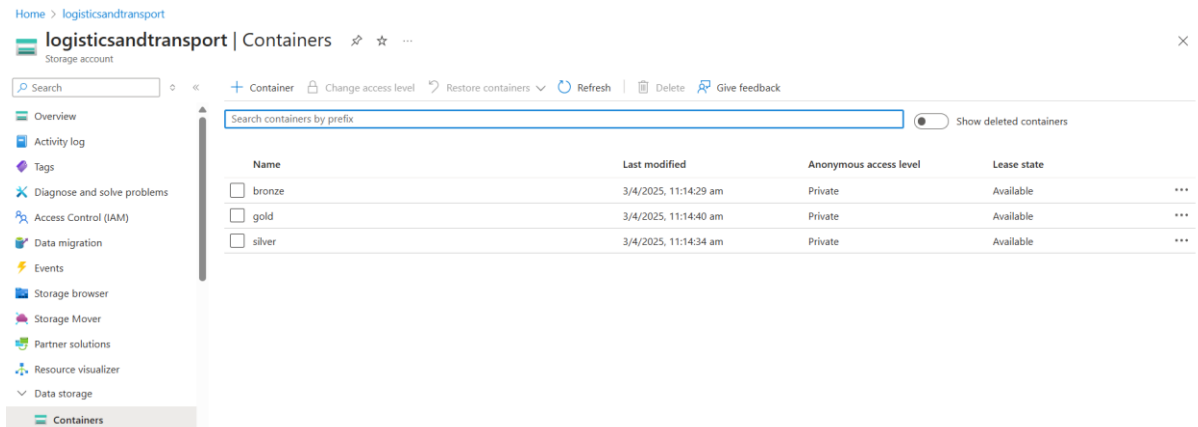 Home > logisticsandtransport
logisticsandtransport | Containers
Storage account
Search
+ Container Change access level Restore containers Refresh Delete Give feedback
Overview
Activity log
Tags
Diagnose and solve problems
Access Control (IAM)
Data migration
Events
Storage browser
Storage Mover
Partner solutions
Resource visualizer
Data storage
Containers
Search containers by prefix
Show deleted containers
Name Last modified Anonymous access level Lease state
bronze 3/4/2025, 11:14:29 am Private Available
gold 3/4/2025, 11:14:40 am Private Available
silver 3/4/2025, 11:14:34 am Private Available